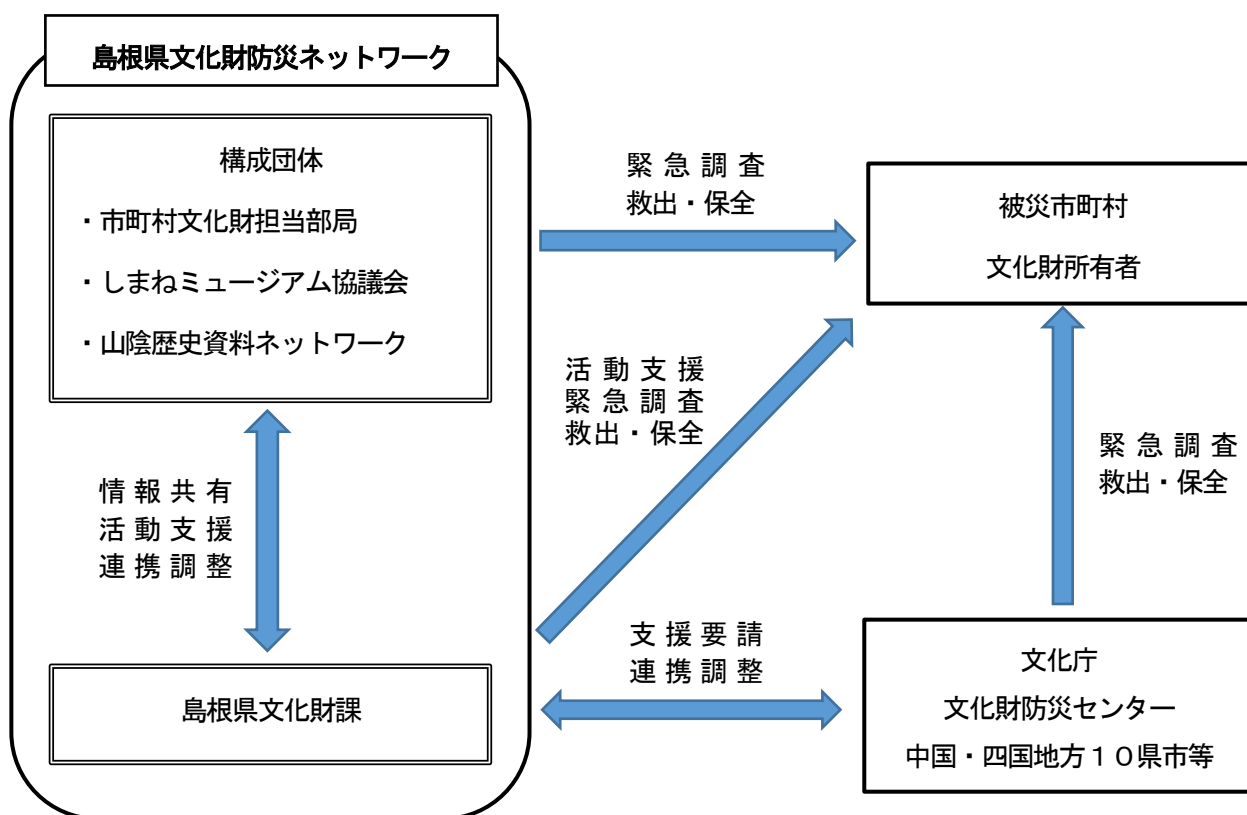 島根県文化財防災ネットワーク
構成団体
・市町村文化財担当部局
・しまねミュージアム協議会
・山陰歴史資料ネットワーク
情報共有
活動支援
連携調整
島根県文化財課
緊急調査
救出・保全
活動支援
緊急調査
救出・保全
支援要請
連携調整
被災市町村
文化財所有者
緊急調査
救出・保全
文化庁
文化財防災センター
中国・四国地方１０県市等